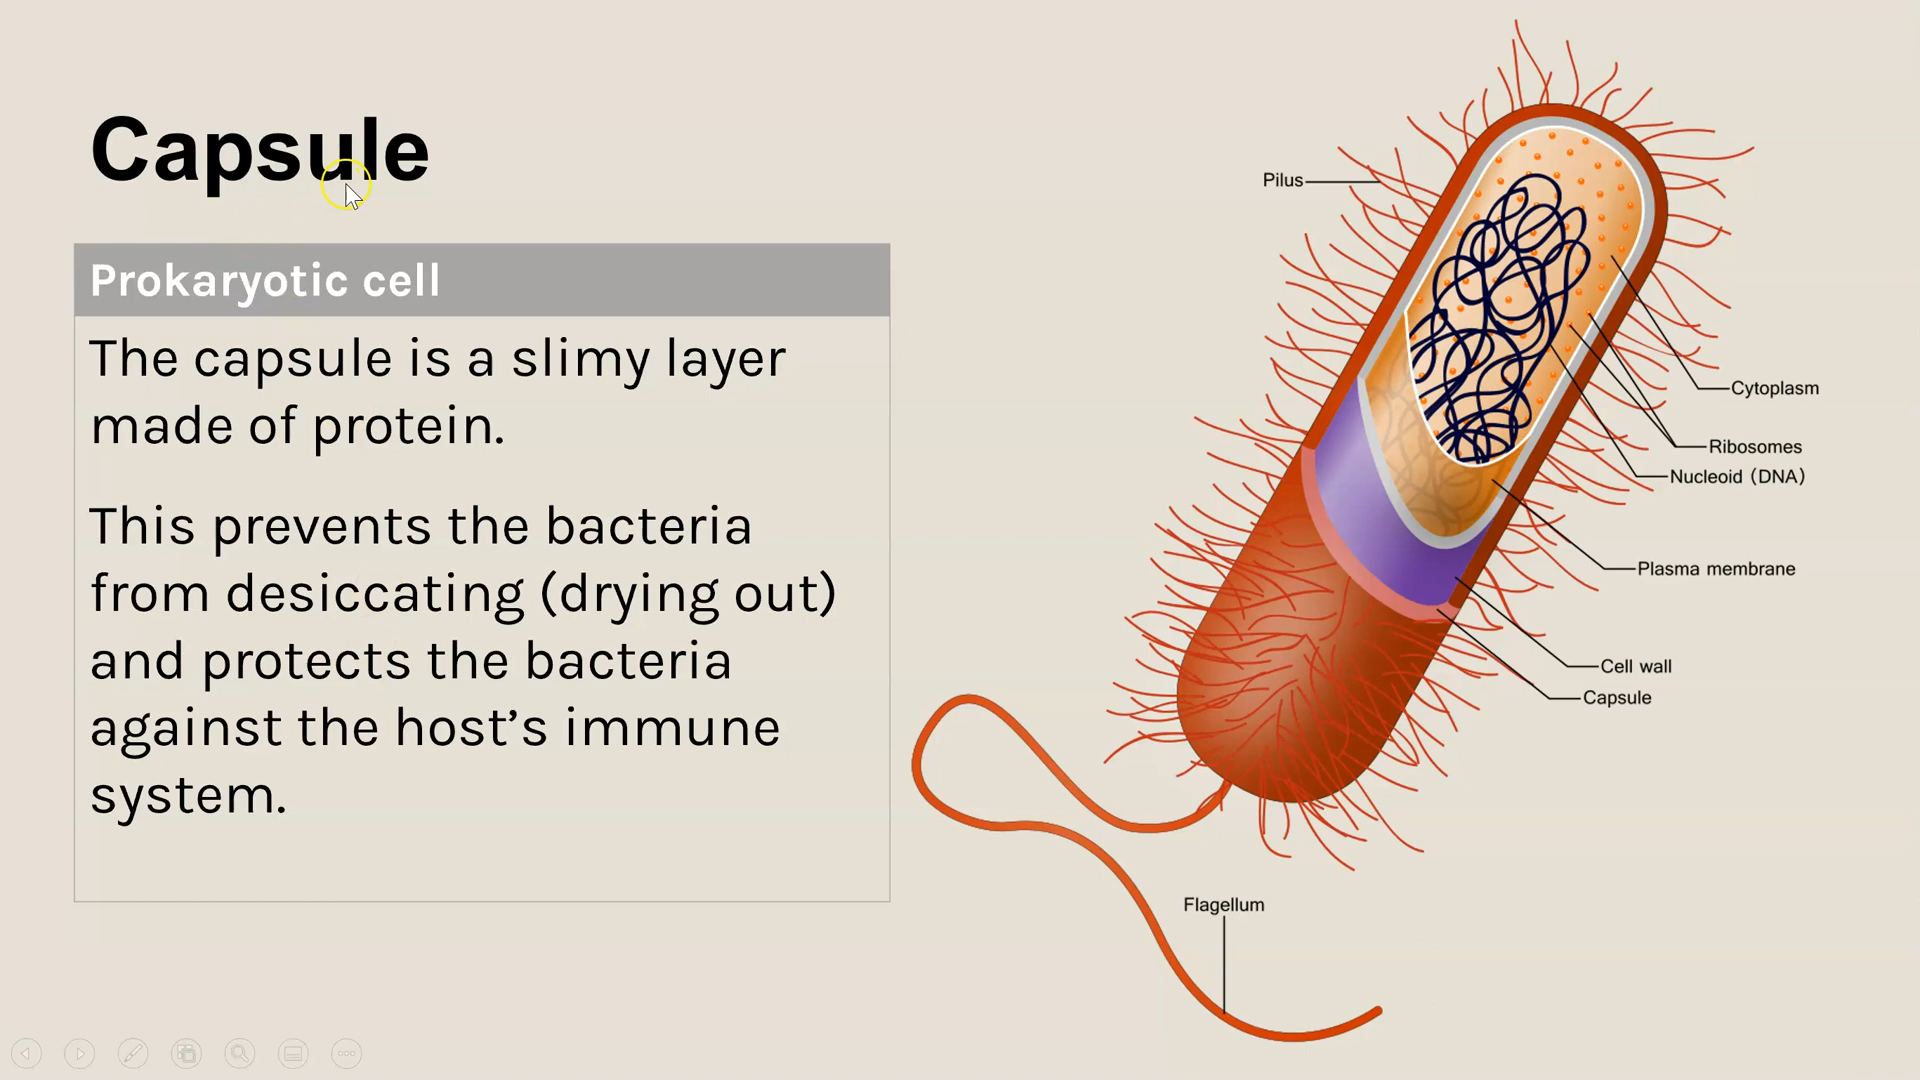 Capsule
Prokaryotic cell
The capsule is a slimy layer
made of protein.
This prevents the bacteria
from desiccating (drying out)
and protects the bacteria
against the host’s immune
system.
Pilus
Cytoplasm
Ribosomes
Nucleoid (DNA)
Plasma membrane
Cell wall
Capsule
Flagellum